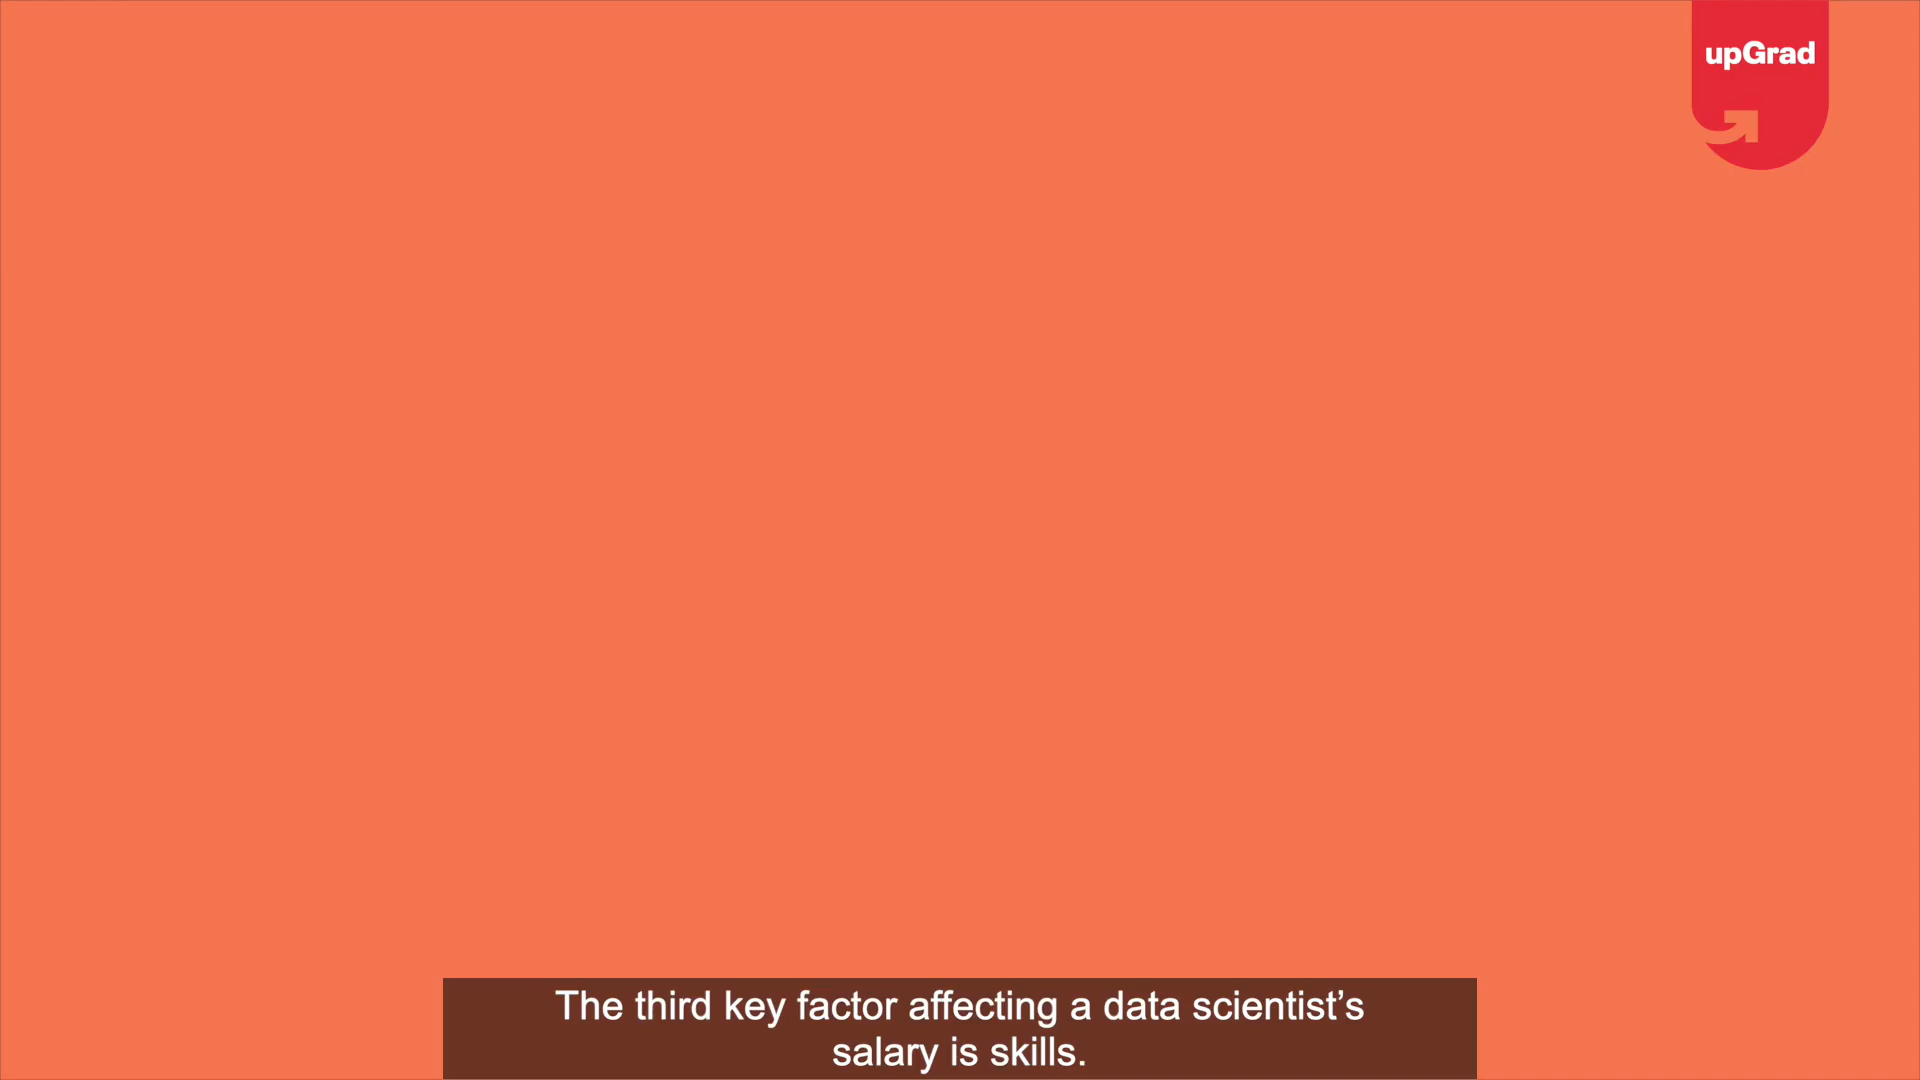 upGrad
The third key factor affecting a data scientist’s
salary is skills.